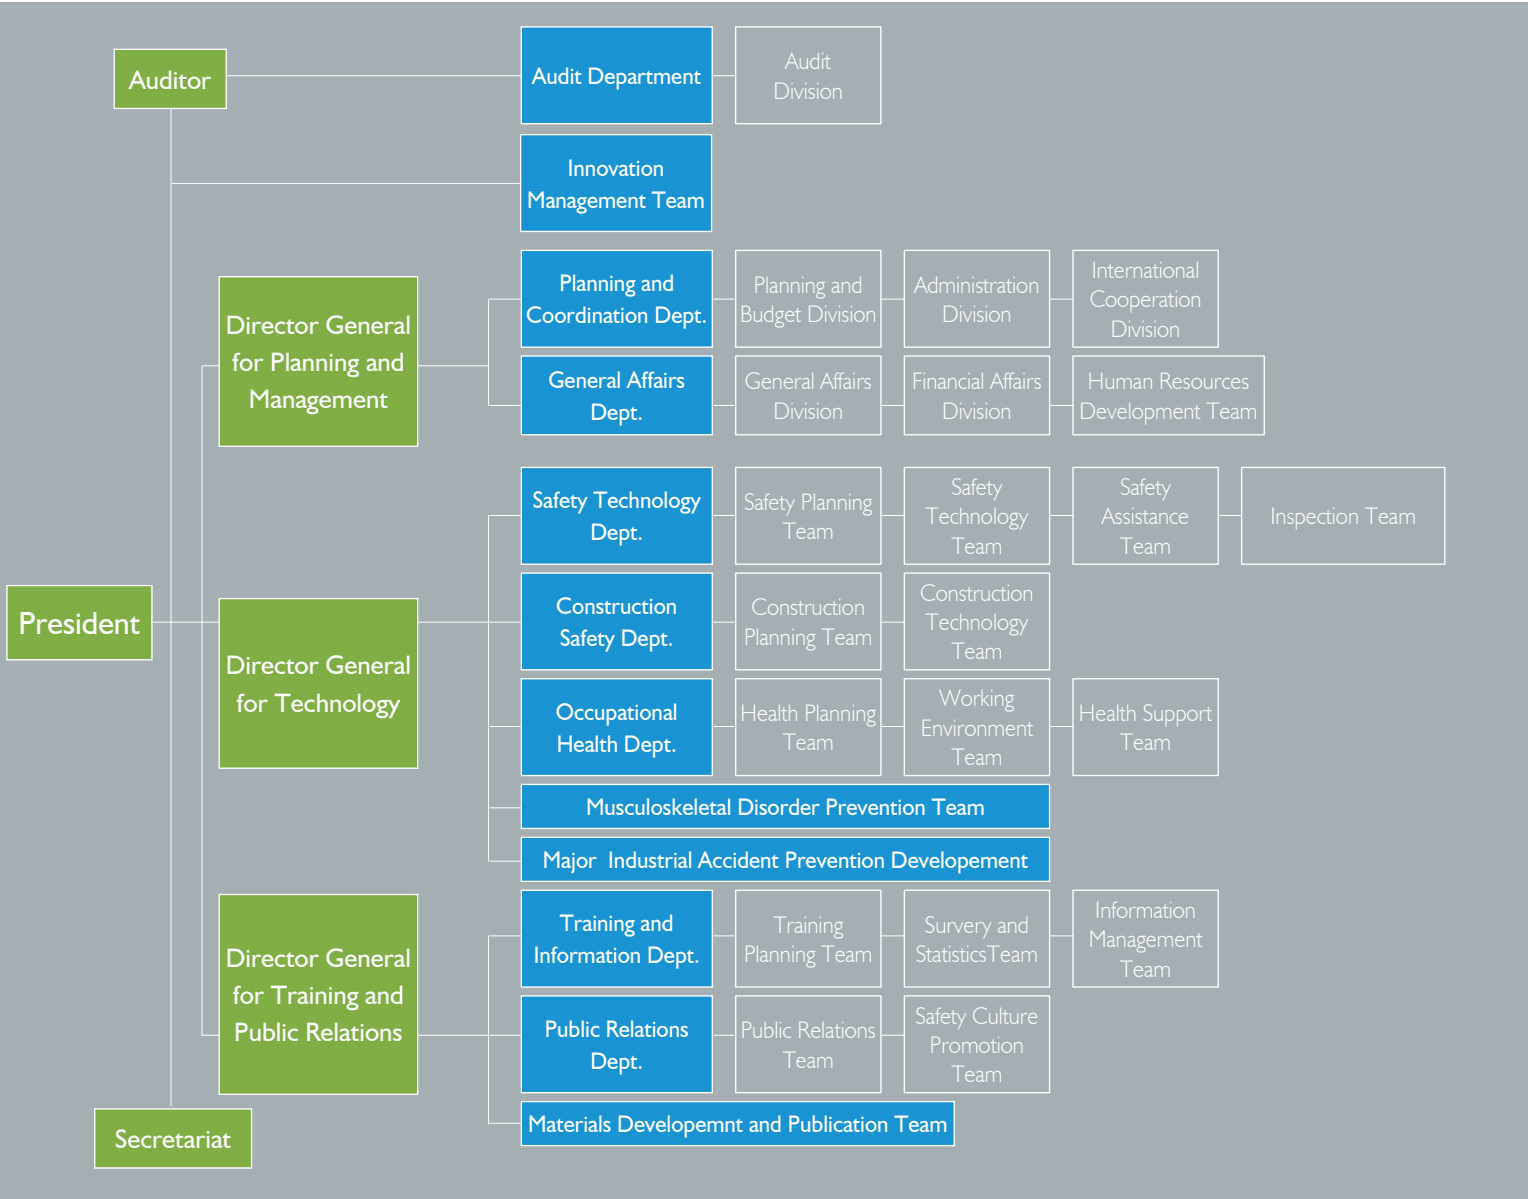 Auditor
Audit Department
Audit
Division
Innovation
Management Team
Director General
for Planning and
Management
Planning and
Coordination Dept.
Planning and
Budget Division
Administration
Division
International
Cooperation
Division
General Affairs
Dept.
General Affairs
Division
Financial Affairs
Division
Human Resources
Development Team
President
Director General
for Technology
Safety Technology
Dept.
Safety Planning
Team
Safety
Technology
Team
Safety
Assistance
Team
Inspection Team
Construction
Safety Dept.
Construction
Planning Team
Construction
Technology
Team
Occupational
Health Dept.
Health Planning
Team
Working
Environment
Team
Health Support
Team
Musculoskeletal Disorder Prevention Team
Major  Industrial Accident Prevention Developement
Director General
for Training and
Public Relations
Training and
Information Dept.
Training
Planning Team
Survery and
StatisticsTeam
Information
Management
Team
Public Relations
Dept.
Public Relations
Team
Safety Culture
Promotion
Team
Materials Developemnt and Publication Team
Secretariat